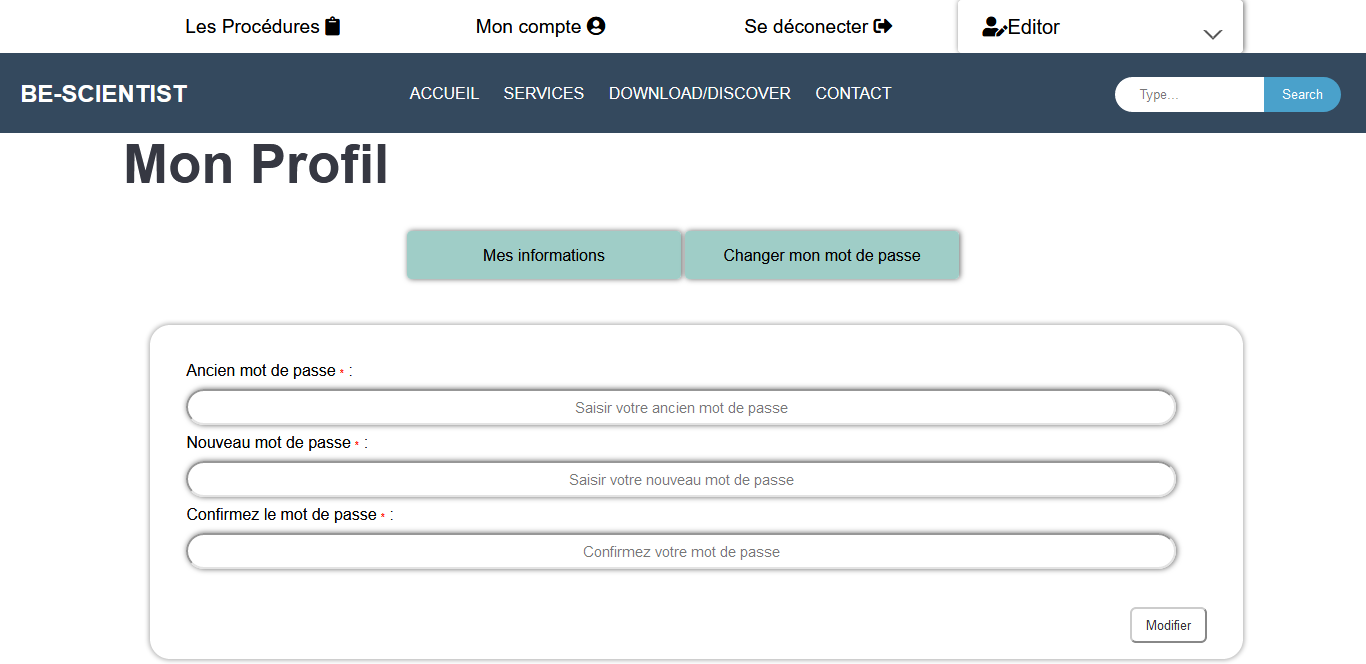 Les Procédures
Mon compte
Se déconecter
Editor
BE-SCIENTIST
ACCUEIL
SERVICES
DOWNLOAD/DISCOVER
CONTACT
Type...
Search
Mon Profil
Mes informations
Changer mon mot de passe
Ancien mot de passe * :
Saisir votre ancien mot de passe
Nouveau mot de passe * :
Saisir votre nouveau mot de passe
Confirmez le mot de passe * :
Confirmez votre mot de passe
Modifier